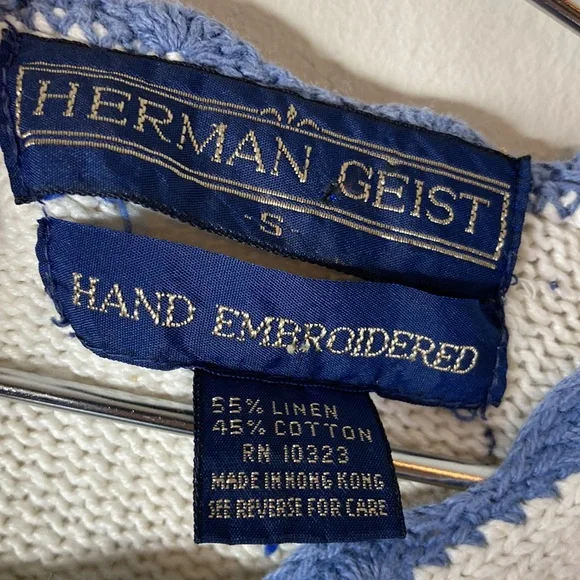 HERMAN GEIST
-S-
HAND EMBROIDERED
55% LINEN
45% COTTON
RN 10323
MADE IN HONG KONG
SEE REVERSE FOR CARE